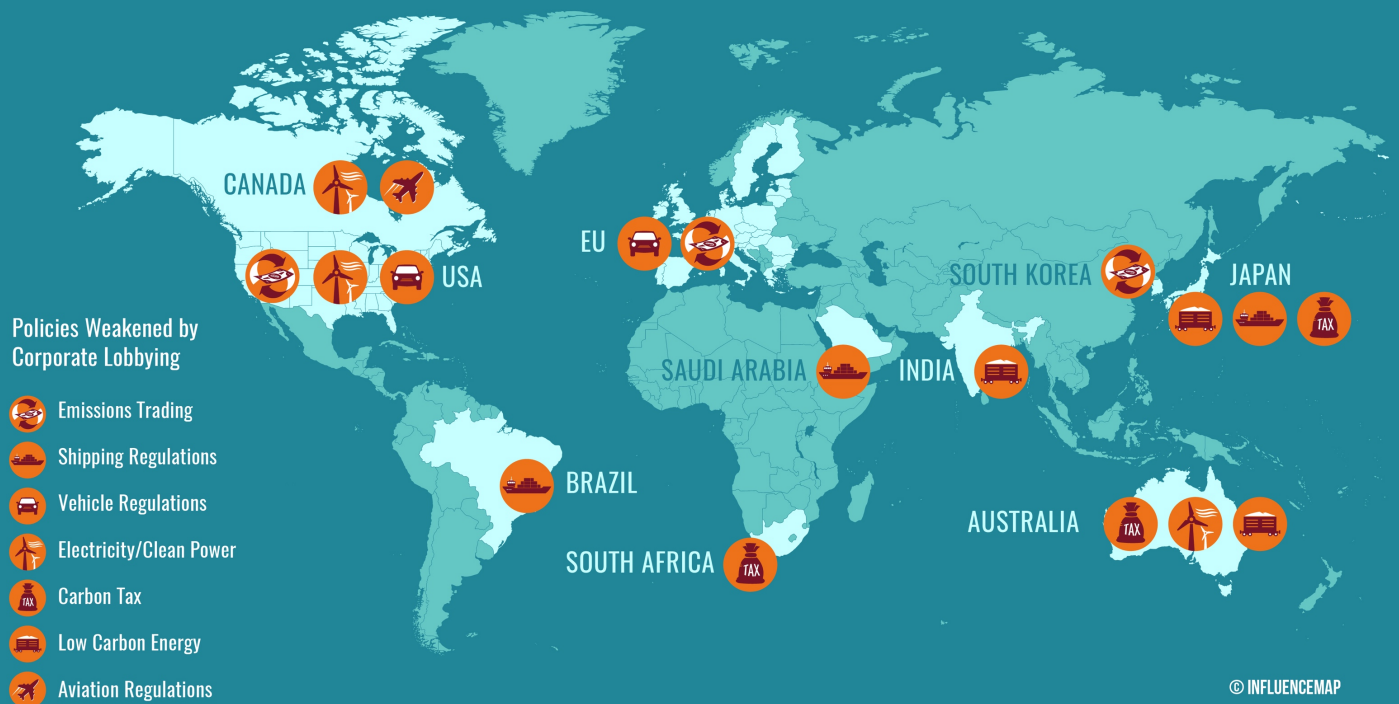 CANADA
EU
USA
SOUTH KOREA
JAPAN
Policies Weakened by
Corporate Lobbying
TAX
SAUDI ARABIA
INDIA
Emissions Trading
Shipping Regulations
BRAZIL
Vehicle Regulations
AUSTRALIA
TAX
Electricity/Clean Power
SOUTH AFRICA
TAX
TAX
Carbon Tax
Low Carbon Energy
Aviation Regulations
© INFLUENCEMAP